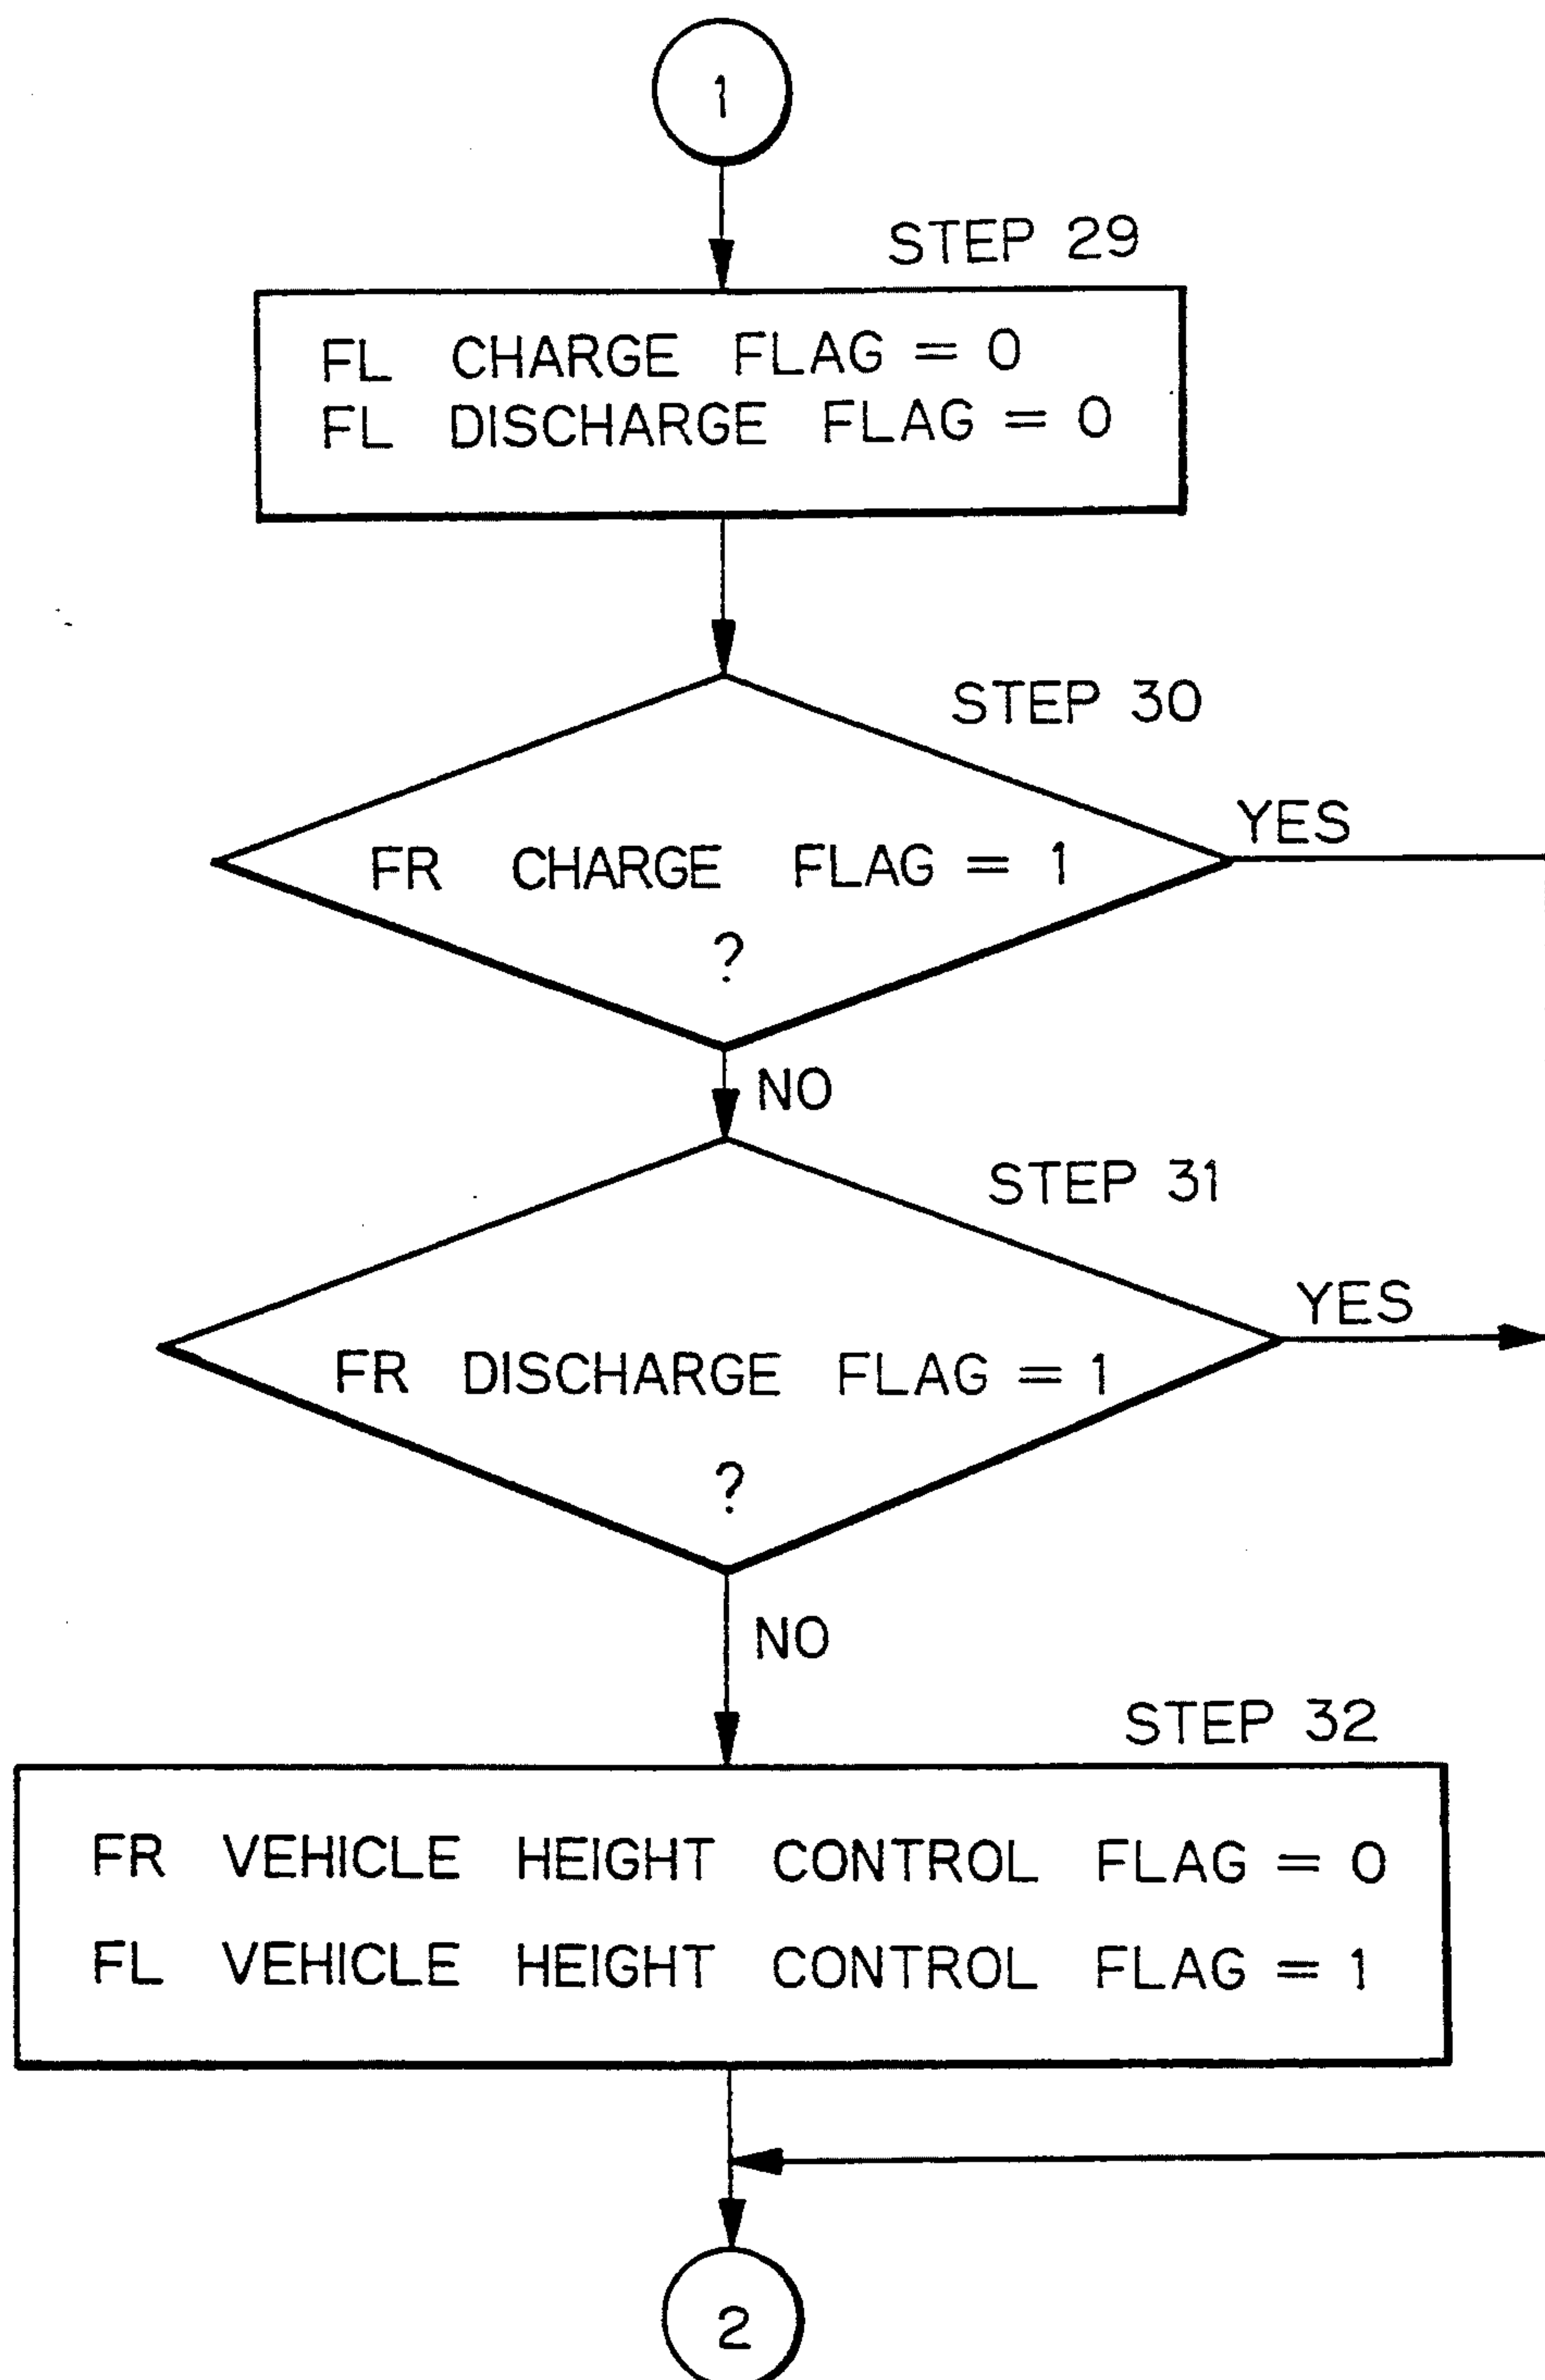 1
STEP 29
FL CHARGE FLAG = 0
FL DISCHARGE FLAG = 0
STEP 30
YES
FR CHARGE FLAG = 1
?
NO
STEP 31
YES
FR DISCHARGE FLAG = 1
?
NO
STEP 32
FR VEHICLE HEIGHT CONTROL FLAG = 0
FL VEHICLE HEIGHT CONTROL FLAG = 1
2